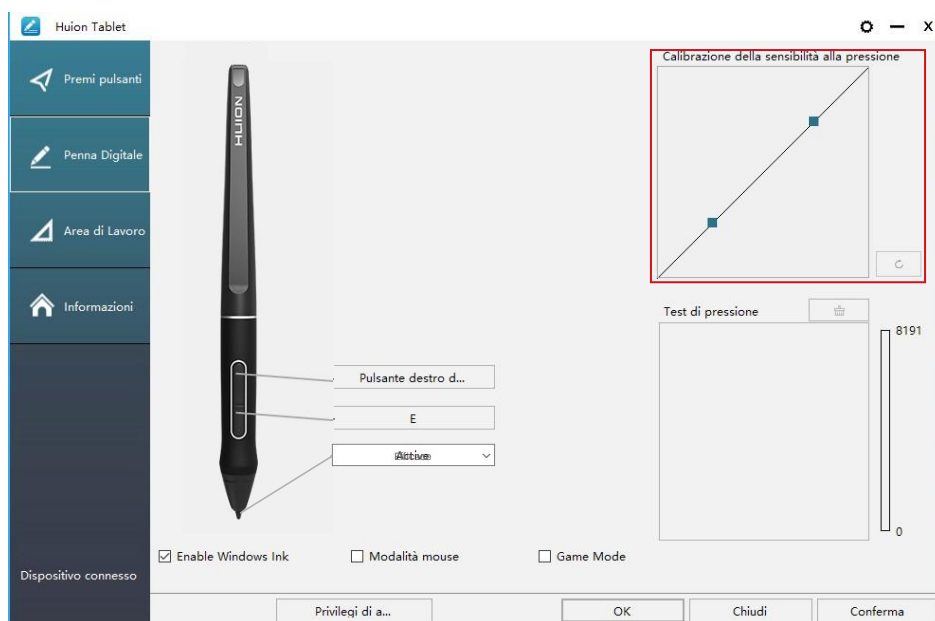 Huion Tablet
X
Premi pulsanti
Penna Digitale
Area di Lavoro
Informazioni
Dispositivo connesso
HUION
Calibrazione della sensibilità alla pressione
Test di pressione
8191
0
Pulsante destro d...
E
Enable Windows Ink
Modalità mouse
Game Mode
Privilegi di a...
OK
Chiudi
Conferma